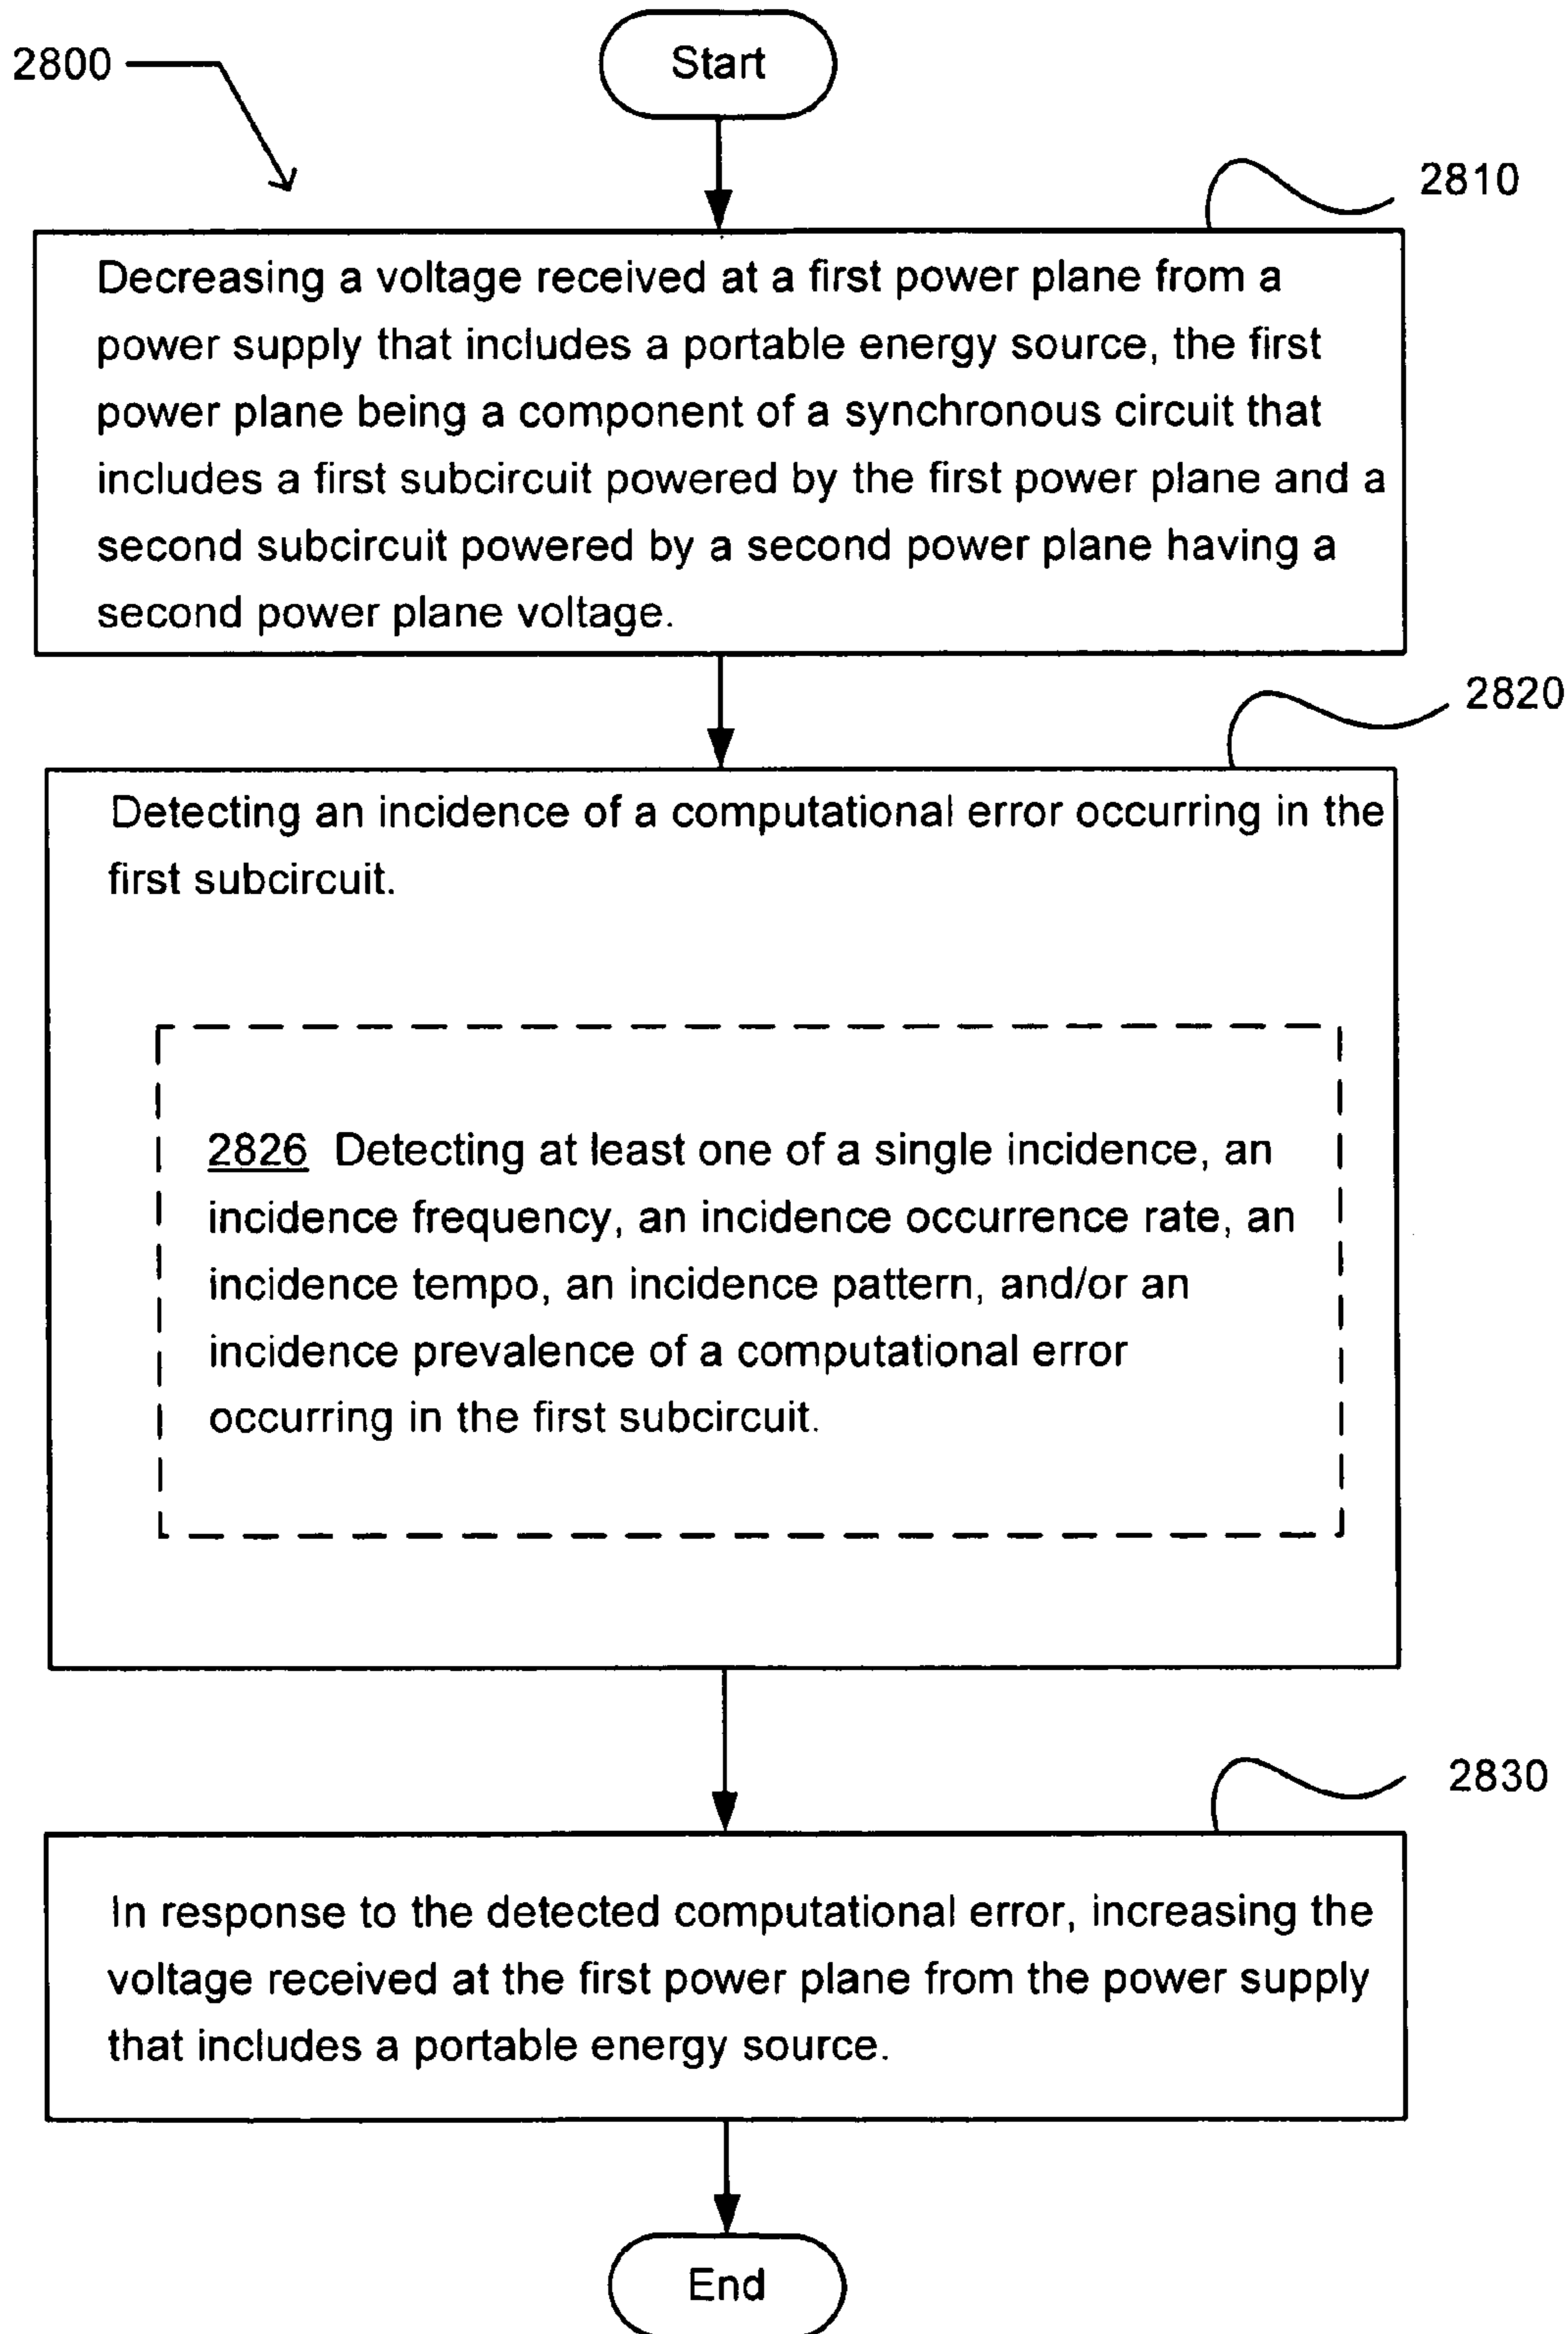 2800
Start
2810
Decreasing a voltage received at a first power plane from a
power supply that includes a portable energy source, the first
power plane being a component of a synchronous circuit that
includes a first subcircuit powered by the first power plane and a
second subcircuit powered by a second power plane having a
second power plane voltage.
2820
Detecting an incidence of a computational error occurring in the
first subcircuit.
2826 Detecting at least one of a single incidence, an
incidence frequency, an incidence occurrence rate, an
incidence tempo, an incidence pattern, and/or an
incidence prevalence of a computational error
occurring in the first subcircuit.
2830
In response to the detected computational error, increasing the
voltage received at the first power plane from the power supply
that includes a portable energy source.
End